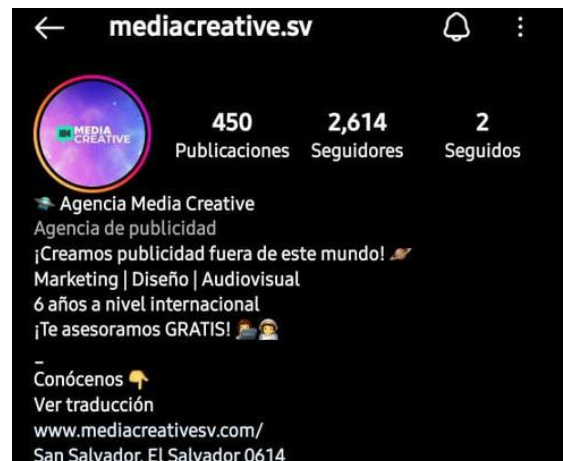 mediacreative.sv
MEDIA
CREATIVE
450 2,614 2
Publicaciones Seguidores Seguidos
Agencia Media Creative
Agencia de publicidad
¡Creamos publicidad fuera de este mundo! 🪐
Marketing | Diseño | Audiovisual
6 años a nivel internacional
¡Te asesoramos GRATIS! 👩🏻‍💻👩‍🚀
_
Conócenos 👇
Ver traducción
www.mediacreativesv.com/
San Salvador, El Salvador 0614